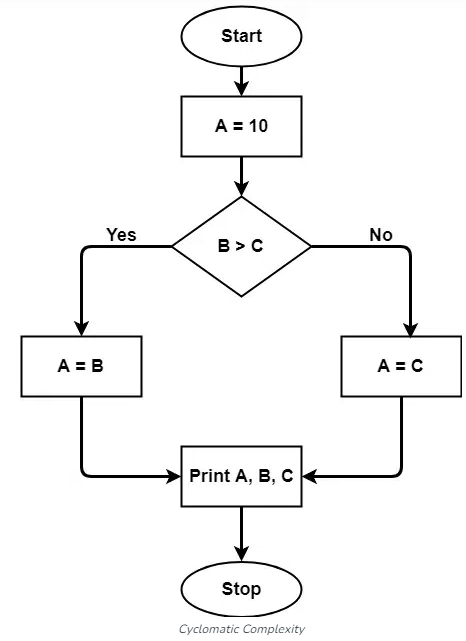 Start
A = 10
Yes
No
B > C
A = B
A = C
Print A, B, C
Stop
Cyclomatic Complexity